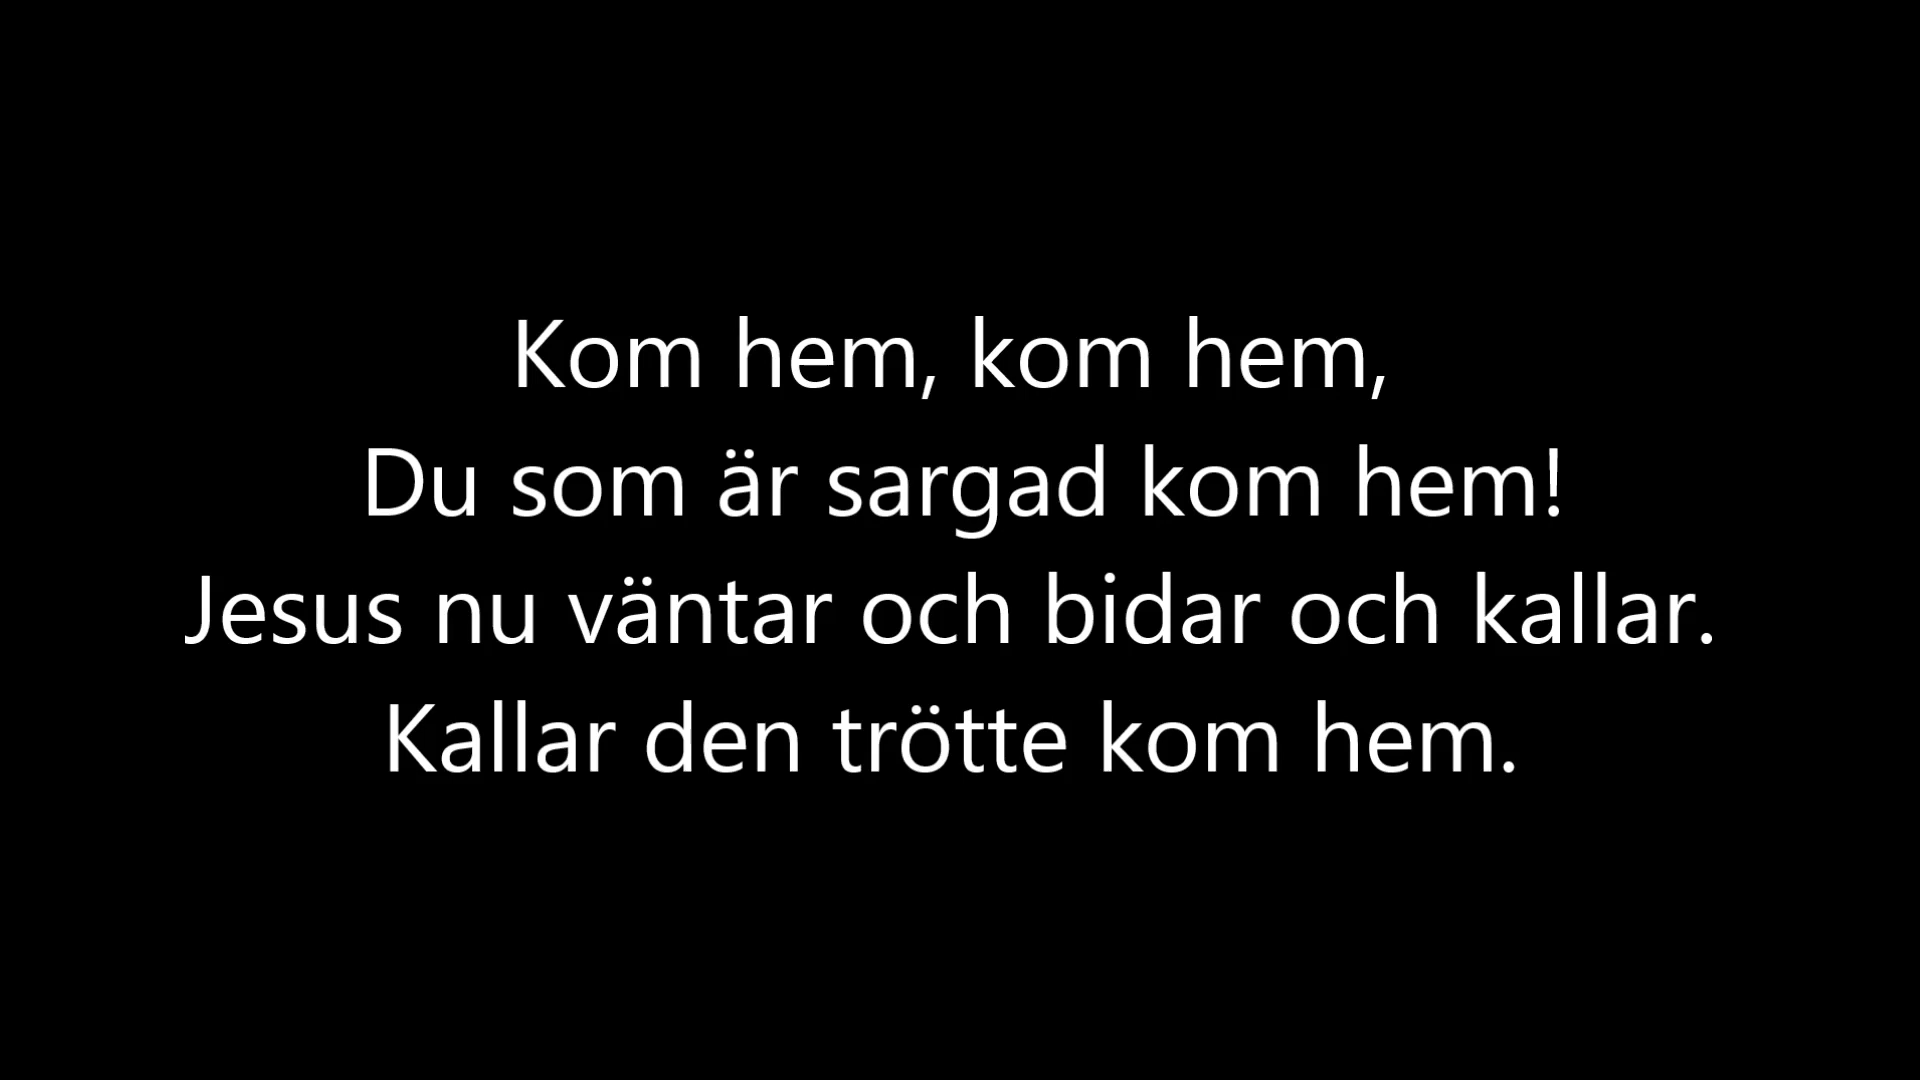 Kom hem, kom hem,
Du som är sargad kom hem!
Jesus nu väntar och bidar och kallar.
Kallar den trötte kom hem.